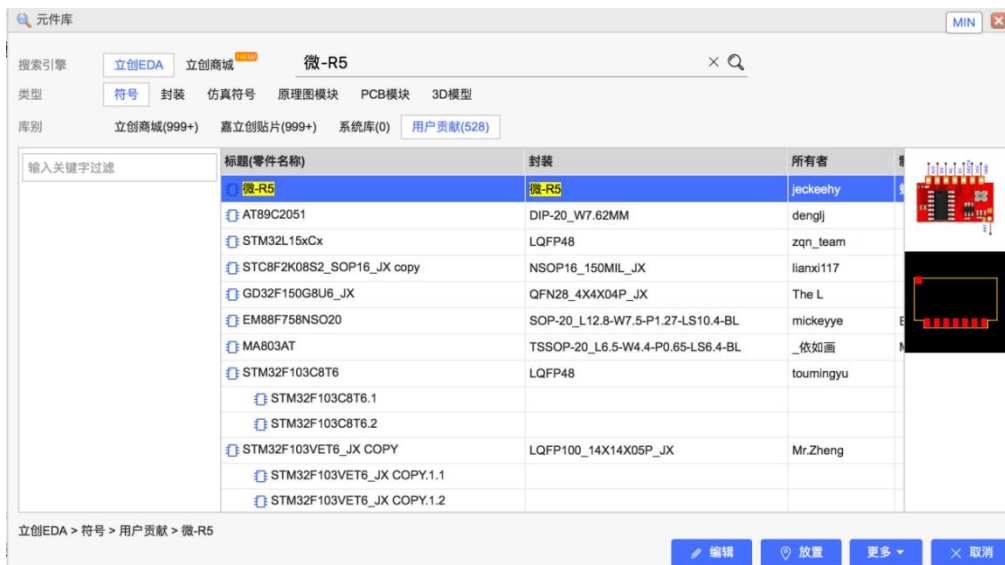 元件库 MIN
搜索引擎 立创EDA 立创商城 NEW 微-R5
类型 符号 封装 仿真符号 原理图模块 PCB模块 3D模型
库别 立创商城(999+) 嘉立创贴片(999+) 系统库(0) 用户贡献(528)
输入关键字过滤
标题(零件名称) 封装 所有者
微-R5 微-R5 jeckeehy
AT89C2051 DIP-20_W7.62MM denglj
STM32L15xCx LQFP48 zqn_team
STC8F2K08S2_SOP16_JX copy NSOP16_150MIL_JX lianxi117
GD32F150G8U6_JX QFN28_4X4X04P_JX The L
EM88F758NSO20 SOP-20_L12.8-W7.5-P1.27-LS10.4-BL mickeyye
MA803AT TSSOP-20_L6.5-W4.4-P0.65-LS6.4-BL _依如画
STM32F103C8T6 LQFP48 toumingyu
STM32F103C8T6.1
STM32F103C8T6.2
STM32F103VET6_JX COPY LQFP100_14X14X05P_JX Mr.Zheng
STM32F103VET6_JX COPY.1.1
STM32F103VET6_JX COPY.1.2
立创EDA > 符号 > 用户贡献 > 微-R5
编辑 放置 更多 取消